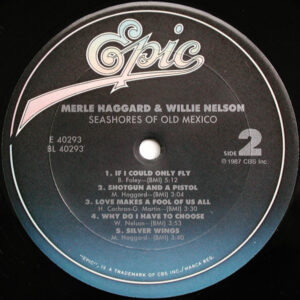 Epic
MERLE HAGGARD & WILLIE NELSON
SEASHORES OF OLD MEXICO
E 40293
BL 40293
SIDE 2
℗ 1987 CBS Inc.
1. IF I COULD ONLY FLY
B. Foley—(BMI) 5:12
2. SHOTGUN AND A PISTOL
M. Haggard—(BMI) 3:04
3. LOVE MAKES A FOOL OF US ALL
H. Cochran-G. Martin—(BMI) 3:30
4. WHY DO I HAVE TO CHOOSE
W. Nelson—(BMI) 3:53
5. SILVER WINGS
M. Haggard—(BMI) 3:40
"EPIC," IS A TRADEMARK OF CBS INC./MARCA REG.